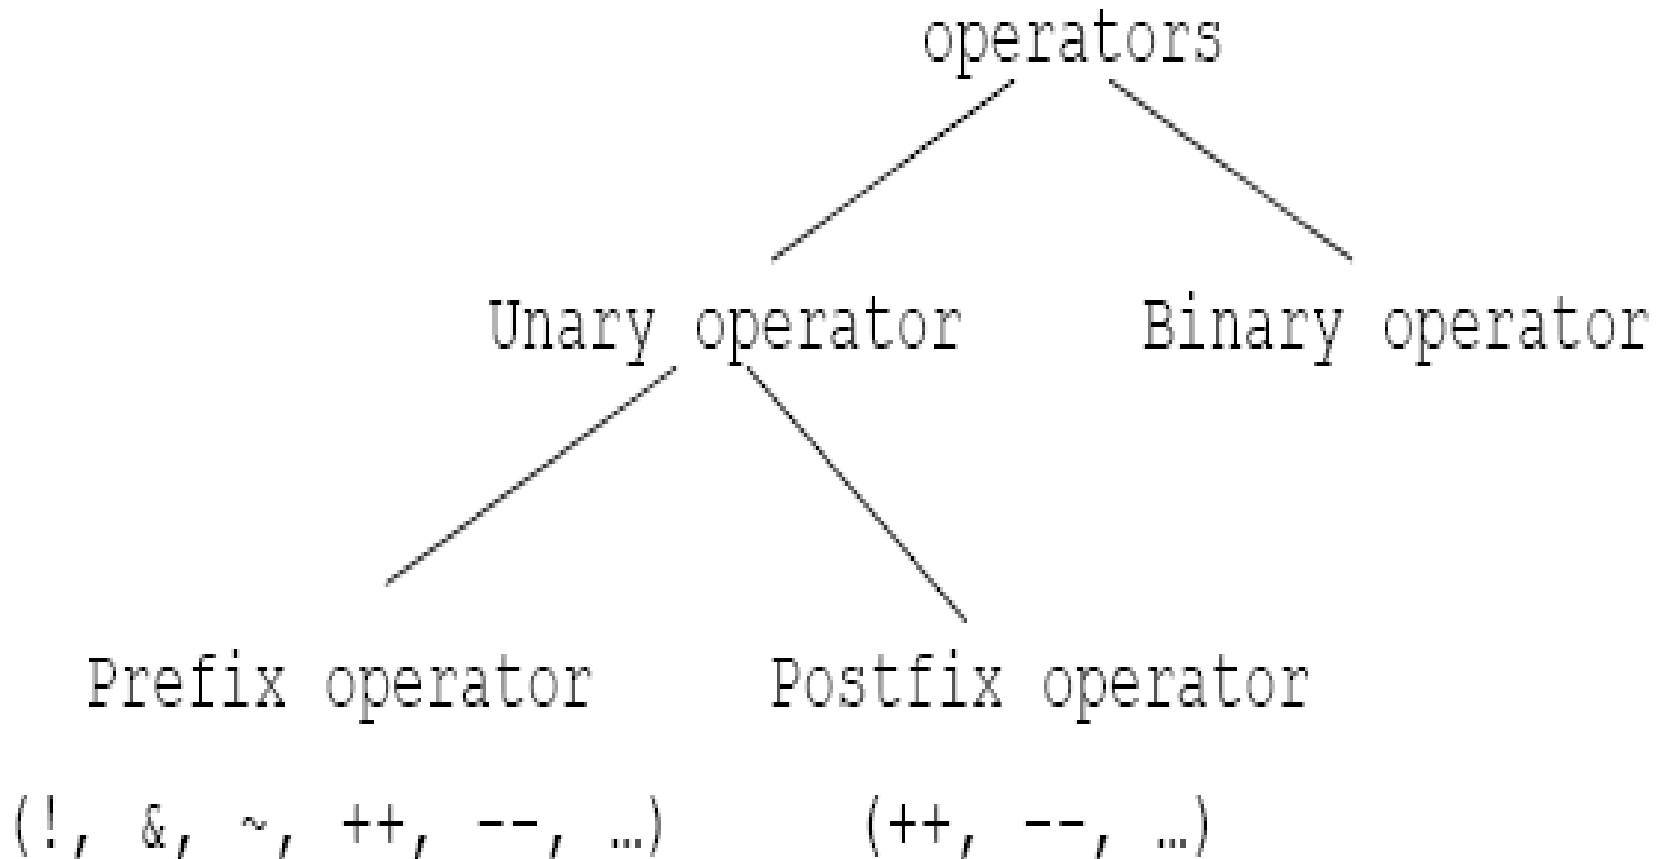 operators
Unary operator Binary operator
Prefix operator Postfix operator
(!, &, ~, ++, --, …) (++, --, …)